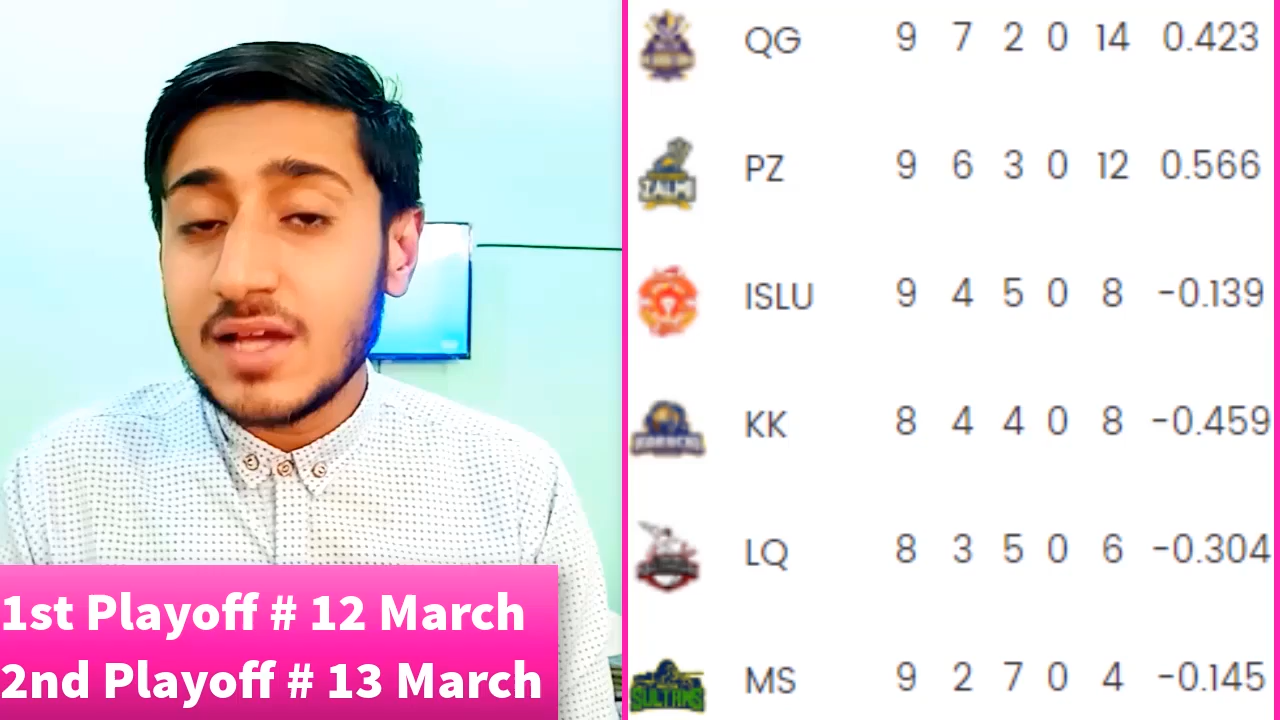 QG 9 7 2 0 14 0.423
ZALMI
PZ 9 6 3 0 12 0.566
ISLU 9 4 5 0 8 -0.139
KK 8 4 4 0 8 -0.459
LQ 8 3 5 0 6 -0.304
SULTANS
MS 9 2 7 0 4 -0.145
1st Playoff # 12 March
2nd Playoff # 13 March